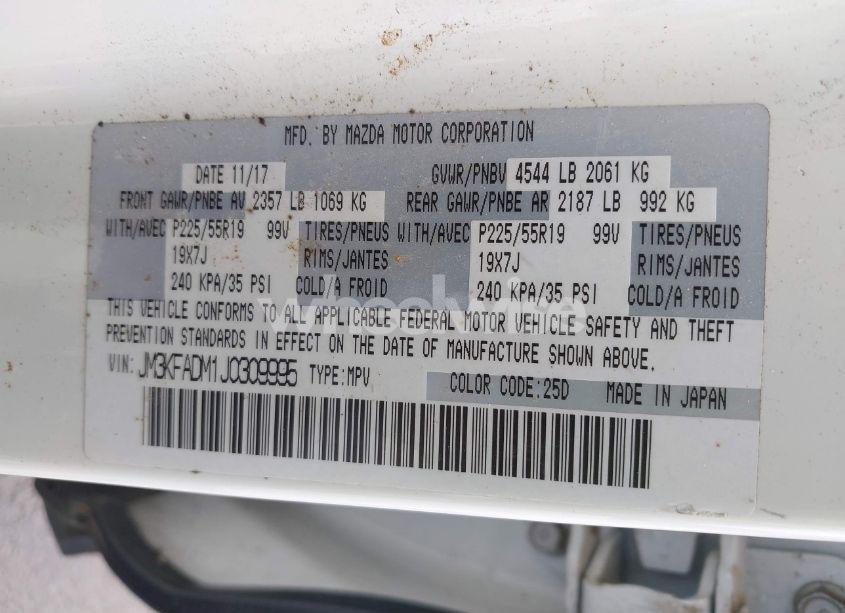 MFD. BY MAZDA MOTOR CORPORATION
DATE 11/17 GVWR/PNBV 4544 LB 2061 KG
FRONT GAWR/PNBE AV 2357 LB 1069 KG REAR GAWR/PNBE AR 2187 LB 992 KG
WITH/AVEC P225/55R19 99V TIRES/PNEUS WITH/AVEC P225/55R19 99V TIRES/PNEUS
19X7J RIMS/JANTES 19X7J RIMS/JANTES
240 KPA/35 PSI COLD/A FROID 240 KPA/35 PSI COLD/A FROID
wheelwise
THIS VEHICLE CONFORMS TO ALL APPLICABLE FEDERAL MOTOR VEHICLE SAFETY AND THEFT
PREVENTION STANDARDS IN EFFECT ON THE DATE OF MANUFACTURE SHOWN ABOVE.
VIN: JM3KFADM1J0309995 TYPE:MPV COLOR CODE:25D MADE IN JAPAN